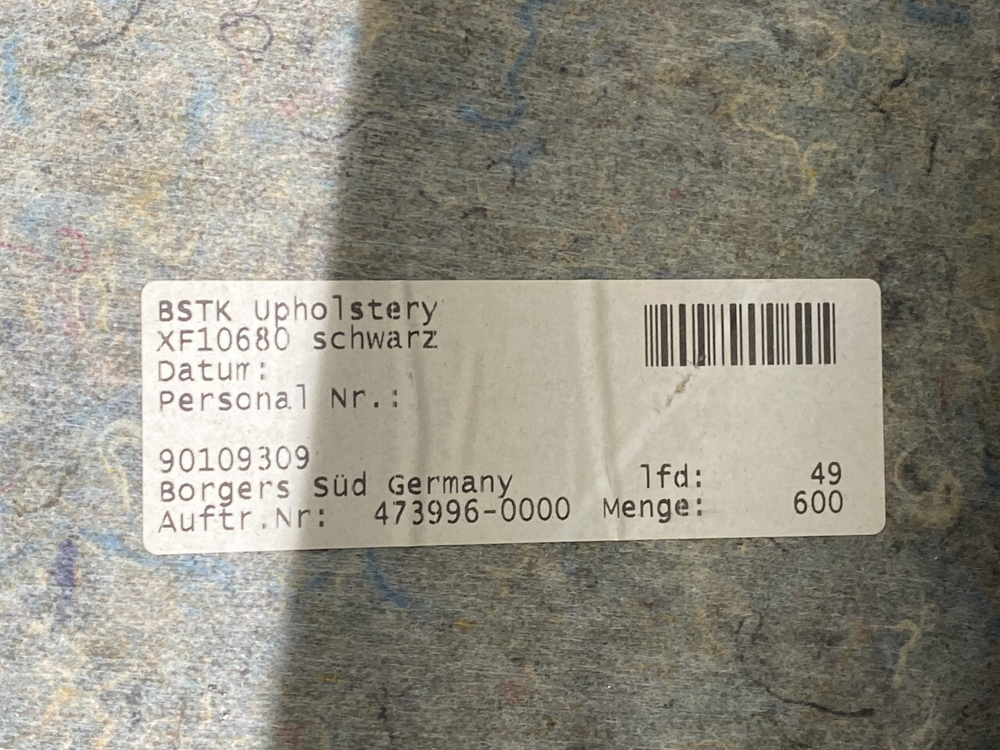 BSTK Upholstery
XF10680 schwarz
Datum:
Personal Nr.:
90109309
Borgers Süd Germany lfd: 49
Auftr.Nr: 473996-0000 Menge: 600